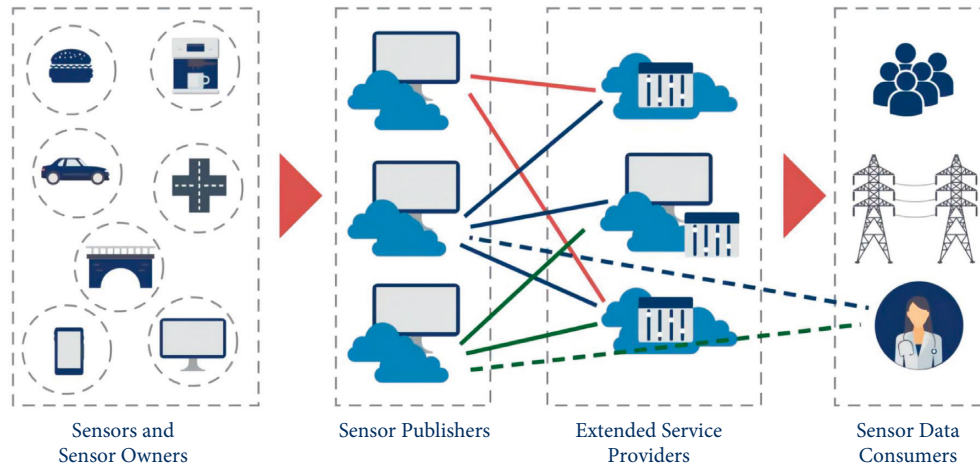 Sensors and
Sensor Owners
Sensor Publishers
Extended Service
Providers
Sensor Data
Consumers